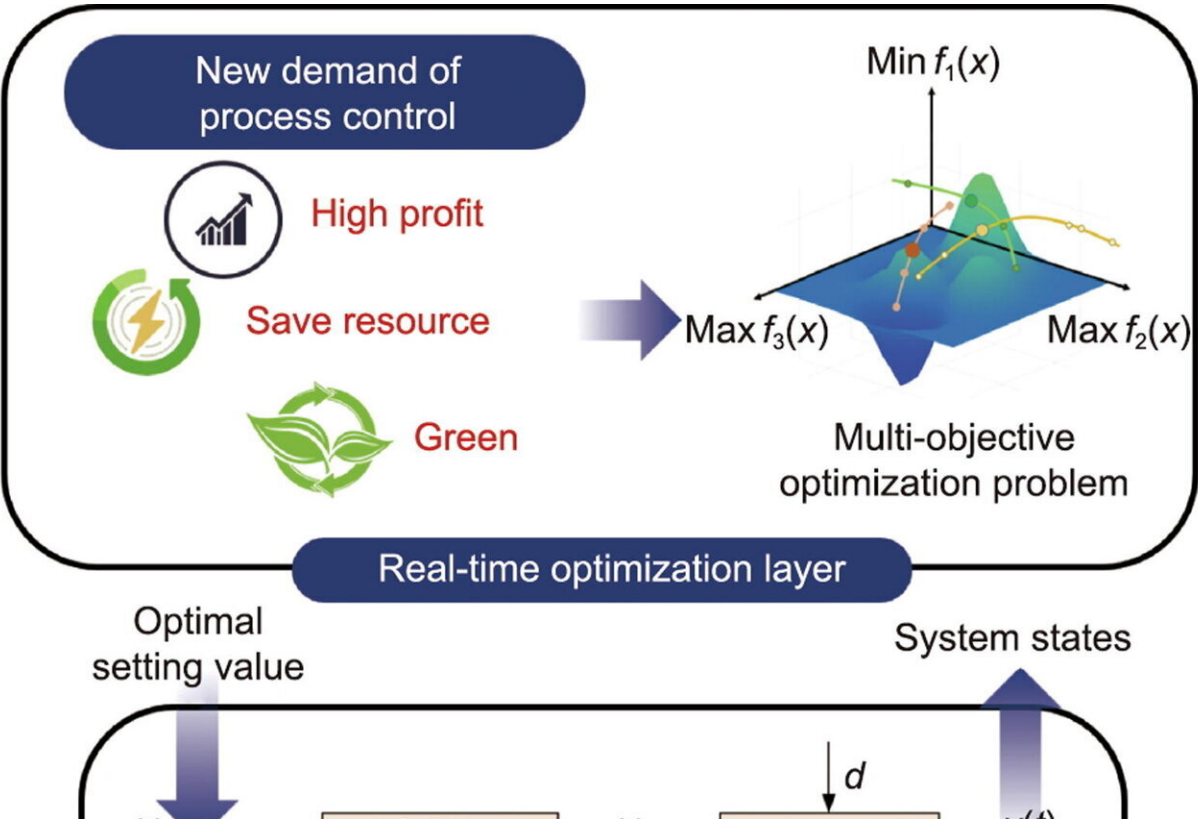 New demand of
process control
High profit
Save resource
Green
Min f₁(x)
Max f₃(x)
Max f₂(x)
Multi-objective
optimization problem
Real-time optimization layer
Optimal
setting value
System states
d